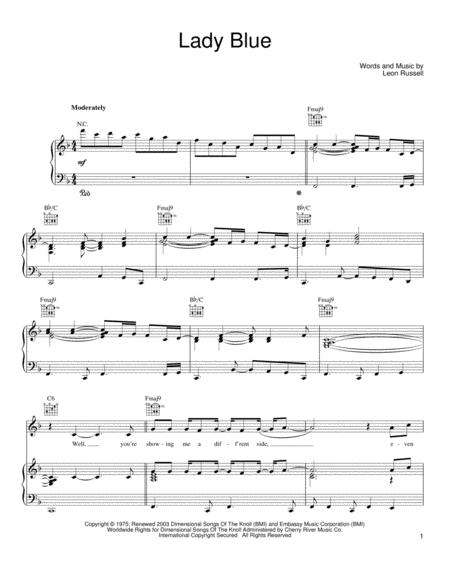 Lady Blue
Words and Music by
Leon Russell
Moderately
N.C.
Fmaj9
mf
B♭/C
Fmaj9
B♭/C
Fmaj9
B♭/C
Fmaj9
C6
Fmaj9
Well, you're show- ing me a dif- f'rent side, e- ven
Copyright © 1975; Renewed 2003 Dimensional Songs Of The Knoll (BMI) and Embassy Music Corporation (BMI)
Worldwide Rights for Dimensional Songs Of The Knoll Administered by Cherry River Music Co.
International Copyright Secured All Rights Reserved
1